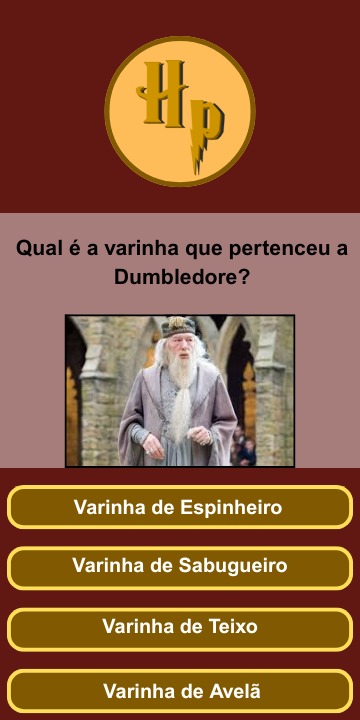 HP
Qual é a varinha que pertenceu a
Dumbledore?
Varinha de Espinheiro
Varinha de Sabugueiro
Varinha de Teixo
Varinha de Avelã